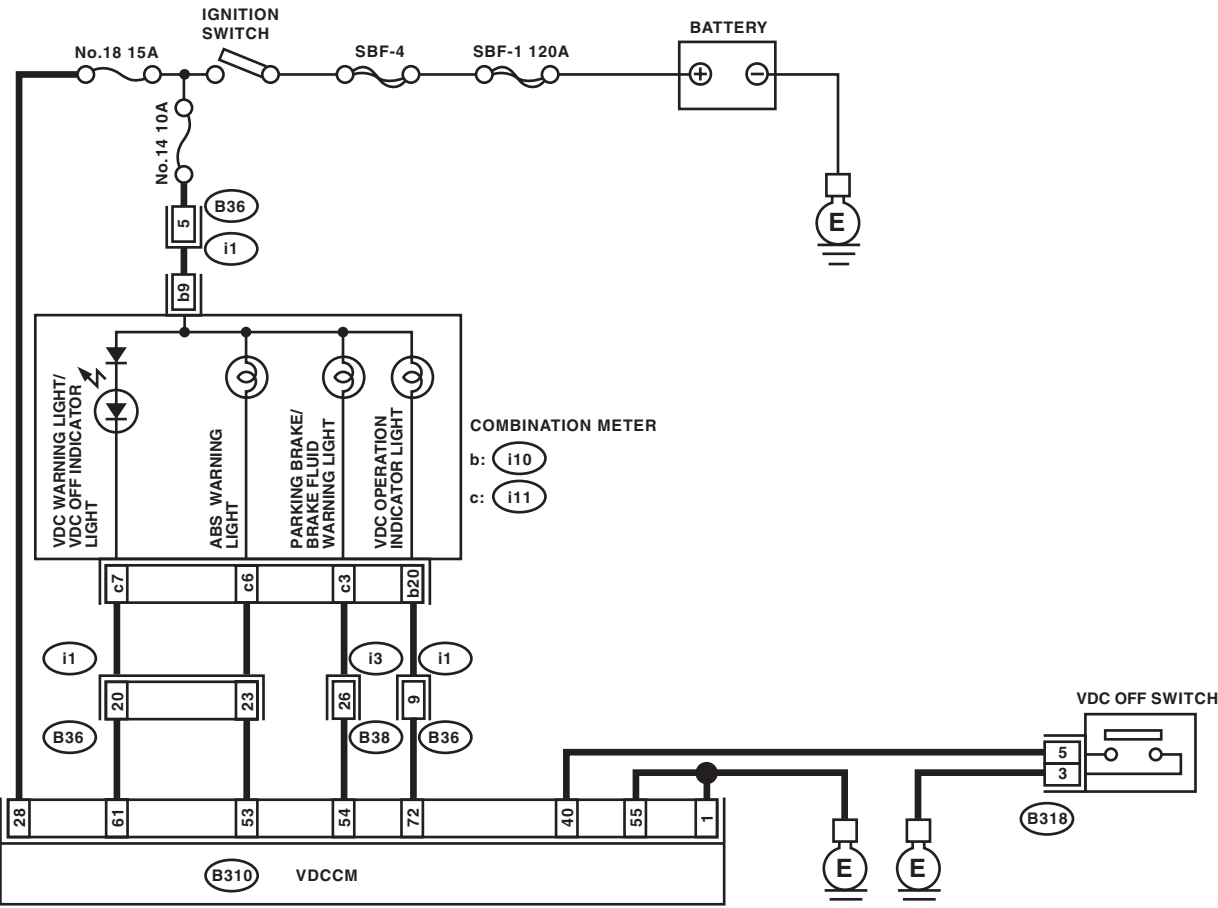 IGNITION
SWITCH
No.18 15A
SBF-4
SBF-1 120A
BATTERY
No.14 10A
5
B36
i1
b9
E
VDC WARNING LIGHT/
VDC OFF INDICATOR
LIGHT
ABS WARNING
LIGHT
PARKING BRAKE/
BRAKE FLUID
WARNING LIGHT
VDC OPERATION
INDICATOR LIGHT
COMBINATION METER
b: i10
c: i11
c7
c6
c3
b20
i1
i3
i1
20
23
26
9
B36
B38
B36
VDC OFF SWITCH
5
3
B318
28
61
53
54
72
40
55
1
E
E
B310
VDCCM